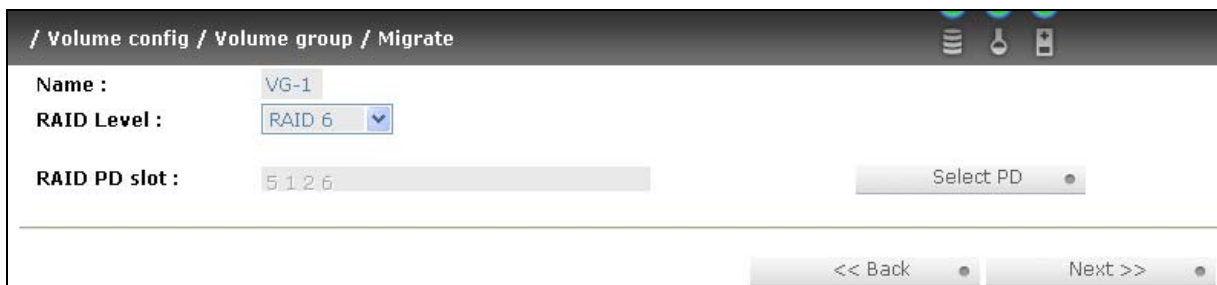 / Volume config / Volume group / Migrate
Name : VG-1
RAID Level : RAID 6
RAID PD slot : 5 1 2 6 Select PD
<< Back Next >>